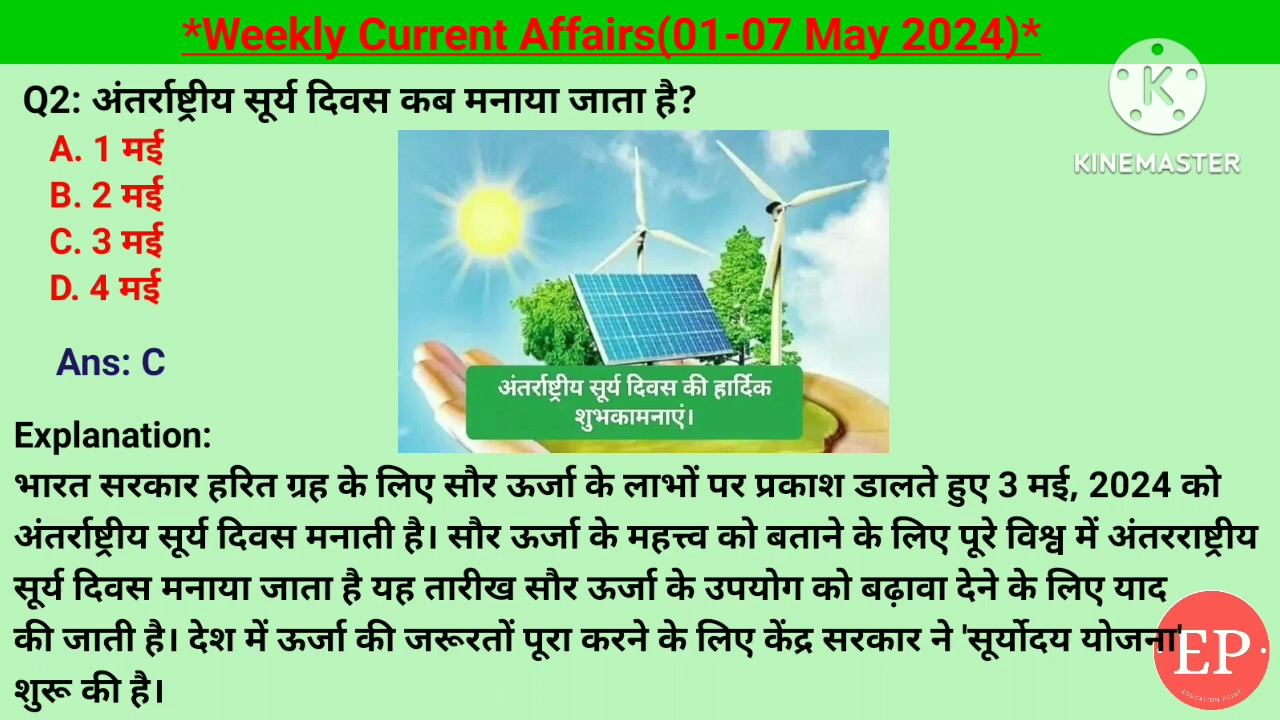 *Weekly Current Affairs(01-07 May 2024)*
Q2: अंतर्राष्ट्रीय सूर्य दिवस कब मनाया जाता है?
A. 1 मई
B. 2 मई
C. 3 मई
D. 4 मई
Ans: C
K
KINEMASTER
अंतर्राष्ट्रीय सूर्य दिवस की हार्दिक
शुभकामनाएं।
Explanation:
भारत सरकार हरित ग्रह के लिए सौर ऊर्जा के लाभों पर प्रकाश डालते हुए 3 मई, 2024 को
अंतर्राष्ट्रीय सूर्य दिवस मनाती है। सौर ऊर्जा के महत्त्व को बताने के लिए पूरे विश्व में अंतरराष्ट्रीय
सूर्य दिवस मनाया जाता है यह तारीख सौर ऊर्जा के उपयोग को बढ़ावा देने के लिए याद
की जाती है। देश में ऊर्जा की जरूरतों पूरा करने के लिए केंद्र सरकार ने 'सूर्योदय योजना'
शुरू की है।
EP
EDUCATION POINT